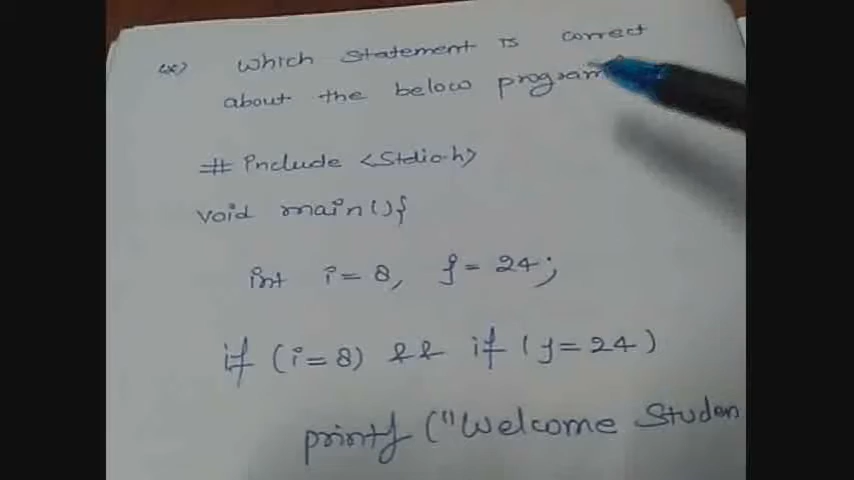 Which statement is correct
about the below program
# Include <Stdio.h>
void main(){
int i=8, j=24;
if (i=8) && if (j=24)
printf ("Welcome Studen